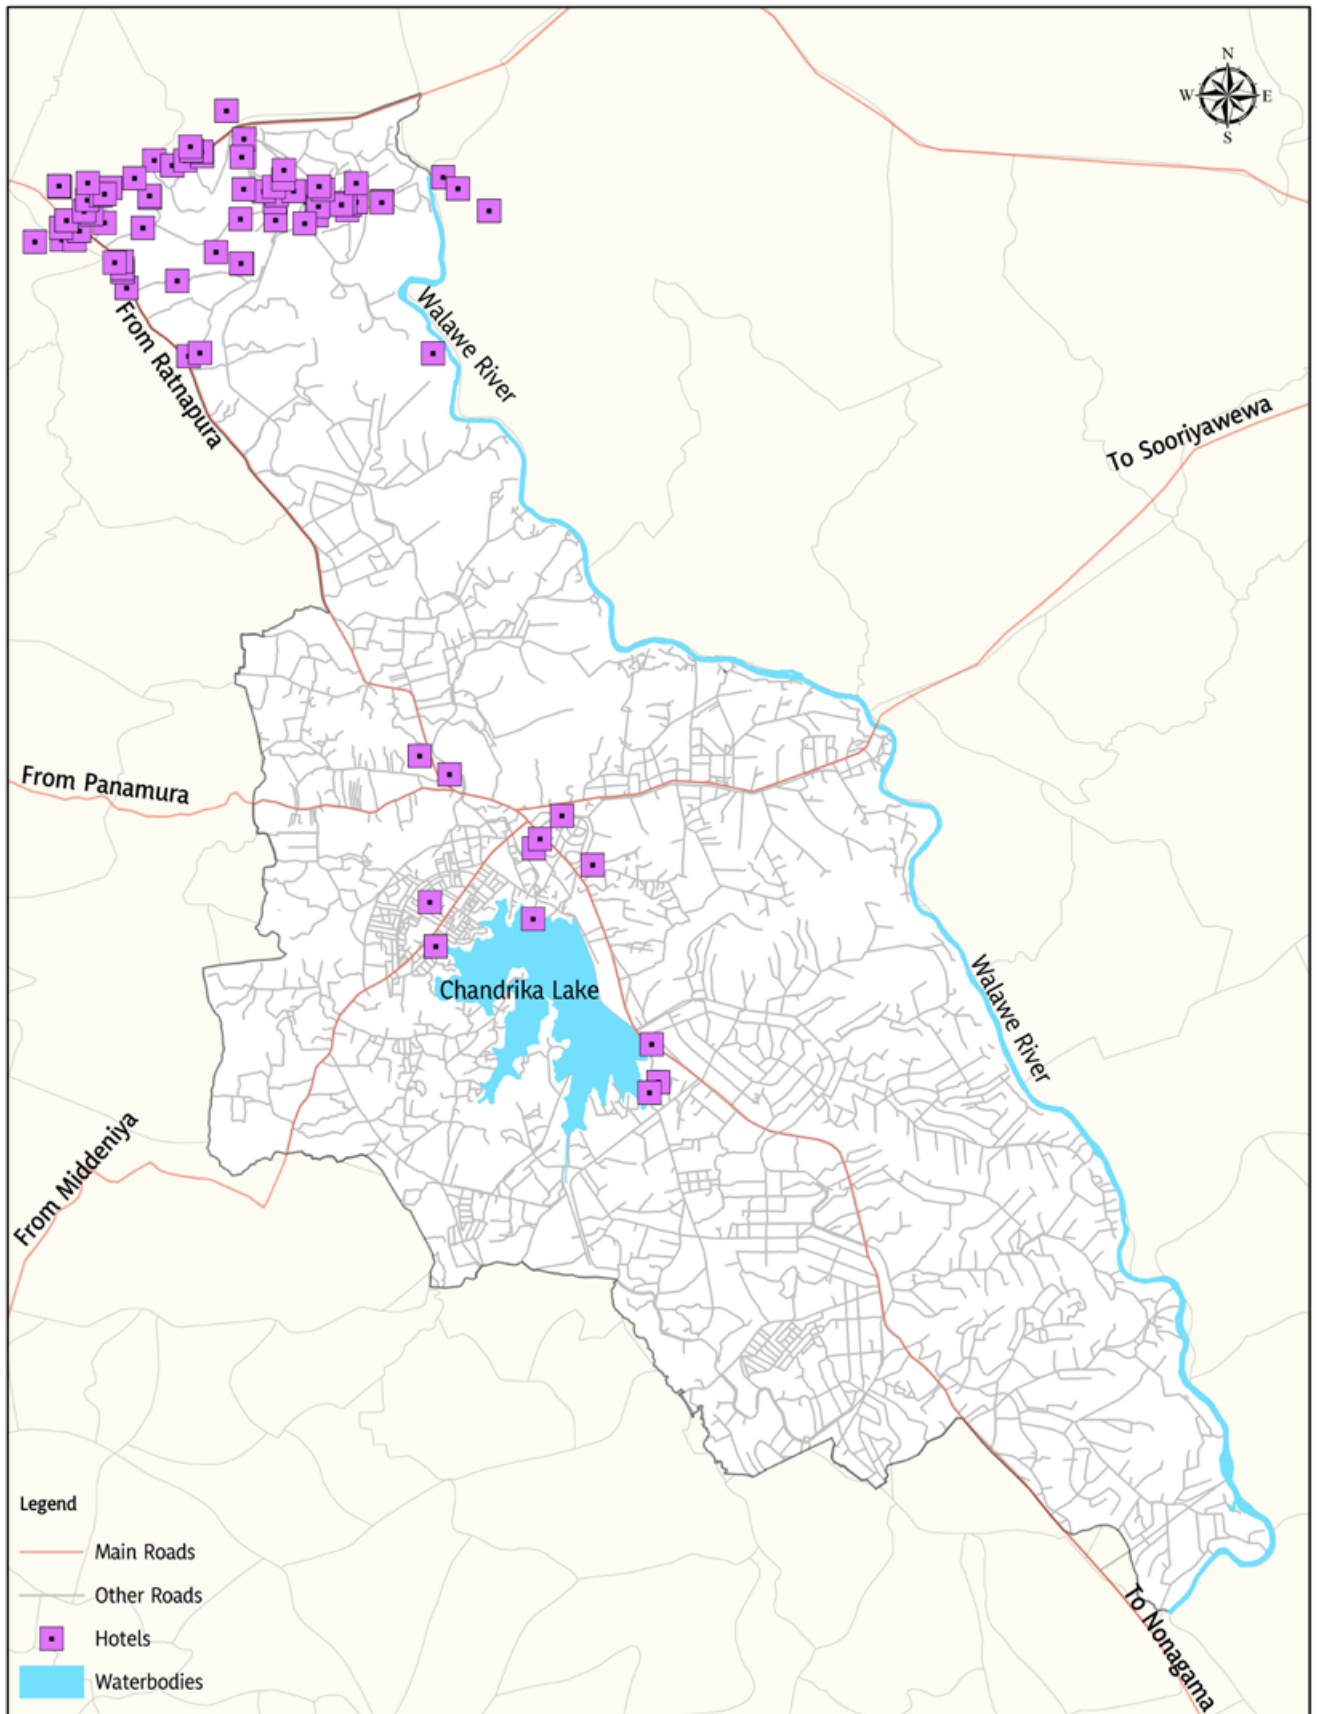 N
W E
S
Walawe River
From Ratnapura
To Sooriyawewa
From Panamura
Chandrika Lake
Walawe River
From Middeniya
Legend
Main Roads
Other Roads
Hotels
Waterbodies
To Nonagama